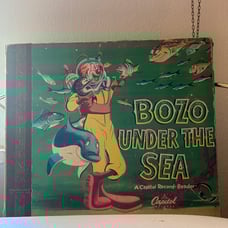 BOZO
UNDER THE
SEA
A Capitol Record-Reader
Capitol